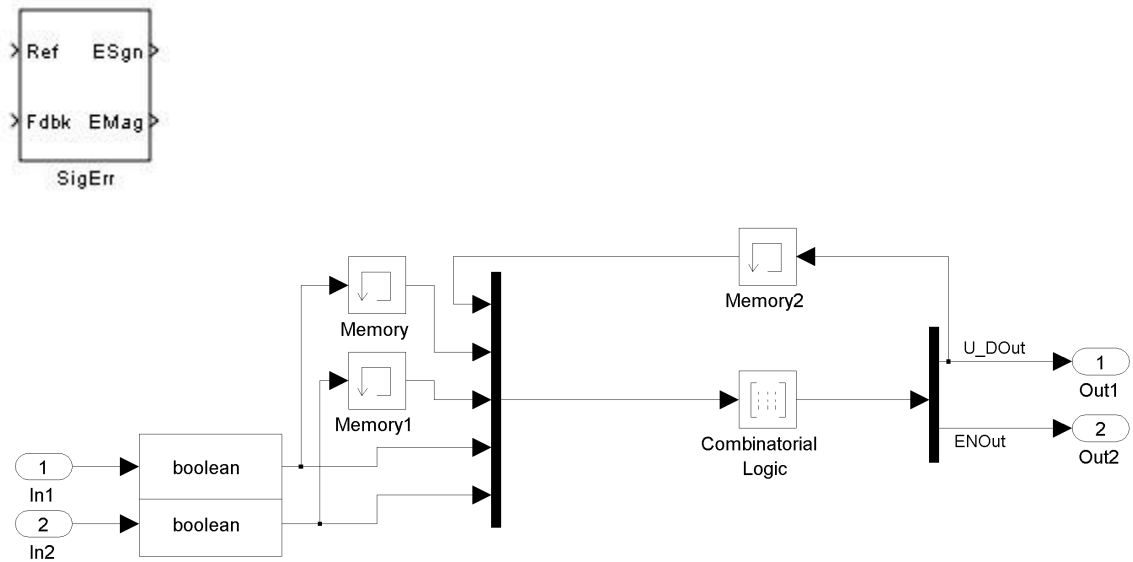 Ref ESgn
Fdbk EMag
SigErr
Memory2
Memory
U_DOut
1
Out1
Memory1
Combinatorial
Logic
ENOut
2
Out2
1
boolean
In1
2
boolean
In2